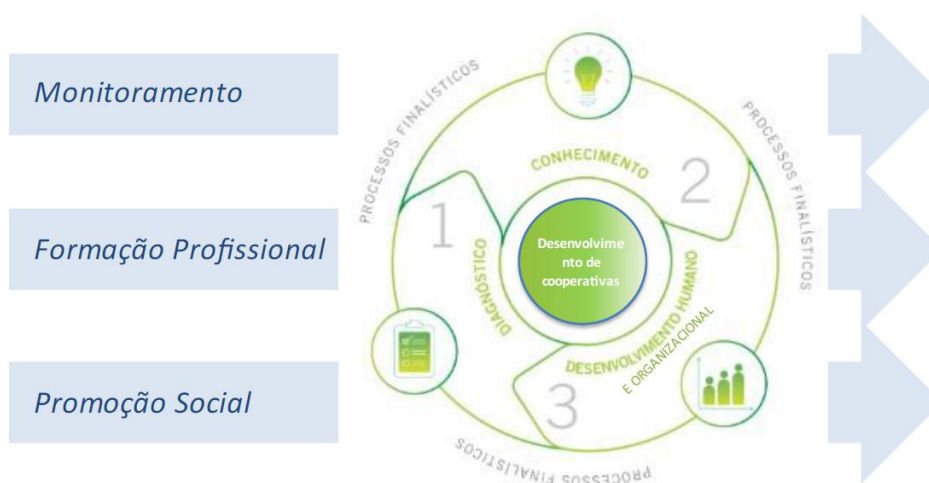 Monitoramento
Formação Profissional
Promoção Social
PROCESSOS FINALÍSTICOS
PROCESSOS FINALÍSTICOS
PROCESSOS FINALÍSTICOS
1
DIAGNÓSTICO
CONHECIMENTO
2
Desenvolvime
nto de
cooperativas
3
DESENVOLVIMENTO HUMANO
E ORGANIZACIONAL